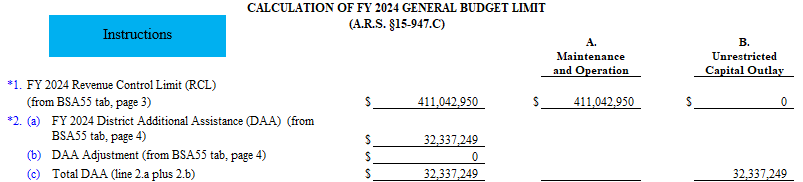 CALCULATION OF FY 2024 GENERAL BUDGET LIMIT
(A.R.S. §15-947.C)
Instructions
A. B.
Maintenance Unrestricted
and Operation Capital Outlay
*1. FY 2024 Revenue Control Limit (RCL)
(from BSA55 tab, page 3) $ 411,042,950 $ 411,042,950 $ 0
*2. (a) FY 2024 District Additional Assistance (DAA) (from
BSA55 tab, page 4) $ 32,337,249
(b) DAA Adjustment (from BSA55 tab, page 4) $ 0
(c) Total DAA (line 2.a plus 2.b) $ 32,337,249 32,337,249